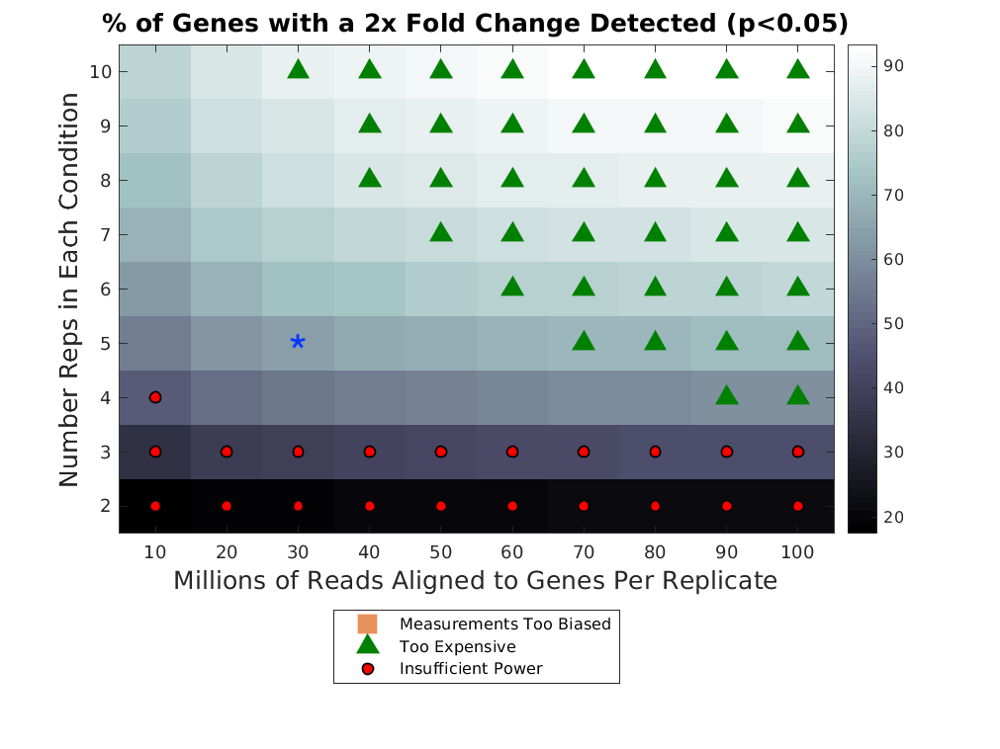 % of Genes with a 2x Fold Change Detected (p<0.05)
Number Reps in Each Condition
10
9
8
7
6
5
4
3
2
10 20 30 40 50 60 70 80 90 100
Millions of Reads Aligned to Genes Per Replicate
90
80
70
60
50
40
30
20
Measurements Too Biased
Too Expensive
Insufficient Power